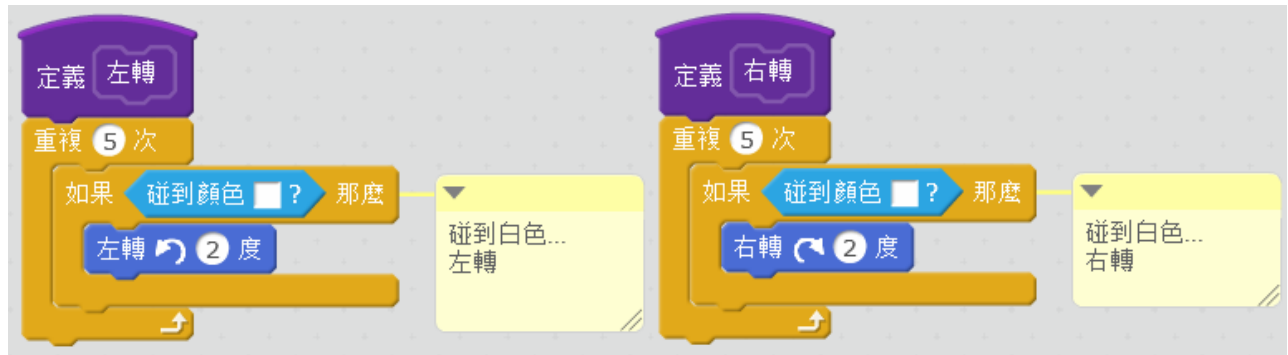 定義 左轉
重複 5 次
如果 碰到顏色 ? 那麼
左轉 2 度
碰到白色...
左轉
定義 右轉
重複 5 次
如果 碰到顏色 ? 那麼
右轉 2 度
碰到白色...
右轉